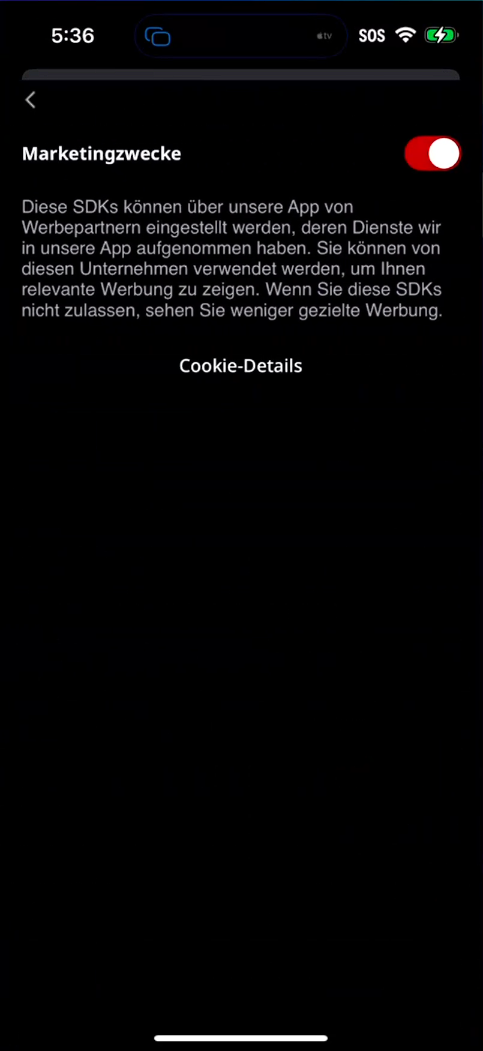 5:36
tv
SOS
Marketingzwecke
Diese SDKs können über unsere App von
Werbepartnern eingestellt werden, deren Dienste wir
in unsere App aufgenommen haben. Sie können von
diesen Unternehmen verwendet werden, um Ihnen
relevante Werbung zu zeigen. Wenn Sie diese SDKs
nicht zulassen, sehen Sie weniger gezielte Werbung.
Cookie-Details